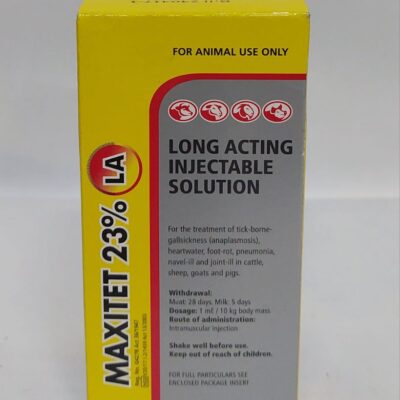 FOR ANIMAL USE ONLY
MAXITET 23% LA
LONG ACTING
INJECTABLE
SOLUTION
For the treatment of tick-borne-
gallsickness (anaplasmosis),
heartwater, foot-rot, pneumonia,
navel-ill and joint-ill in cattle,
sheep, goats and pigs.
Withdrawal:
Meat: 28 days. Milk: 5 days
Dosage: 1 mℓ / 10 kg body mass
Route of administration:
Intramuscular injection
Shake well before use.
Keep out of reach of children.
FOR FULL PARTICULARS SEE
ENCLOSED PACKAGE INSERT